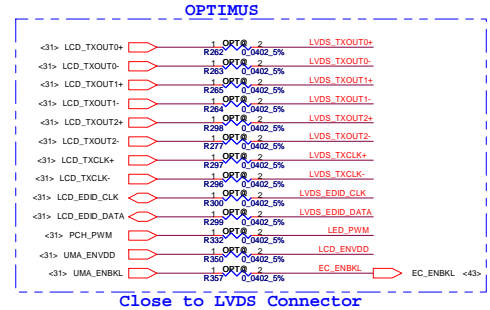 OPTIMUS
<31> LCD_TXOUT0+ 1 OPT@ 2 LVDS_TXOUT0+
R262 0_0402_5%
<31> LCD_TXOUT0- 1 OPT@ 2 LVDS_TXOUT0-
R263 0_0402_5%
<31> LCD_TXOUT1+ 1 OPT@ 2 LVDS_TXOUT1+
R265 0_0402_5%
<31> LCD_TXOUT1- 1 OPT@ 2 LVDS_TXOUT1-
R264 0_0402_5%
<31> LCD_TXOUT2+ 1 OPT@ 2 LVDS_TXOUT2+
R298 0_0402_5%
<31> LCD_TXOUT2- 1 OPT@ 2 LVDS_TXOUT2-
R277 0_0402_5%
<31> LCD_TXCLK+ 1 OPT@ 2 LVDS_TXCLK+
R297 0_0402_5%
<31> LCD_TXCLK- 1 OPT@ 2 LVDS_TXCLK-
R296 0_0402_5%
<31> LCD_EDID_CLK 1 OPT@ 2 LVDS_EDID_CLK
R300 0_0402_5%
<31> LCD_EDID_DATA 1 OPT@ 2 LVDS_EDID_DATA
R299 0_0402_5%
<31> PCH_PWM 1 OPT@ 2 LED_PWM
R332 0_0402_5%
<31> UMA_ENVDD 1 OPT@ 2 LCD_ENVDD
R350 0_0402_5%
<31> UMA_ENBKL 1 OPT@ 2 EC_ENBKL EC_ENBKL <43>
R357 0_0402_5%
Close to LVDS Connector